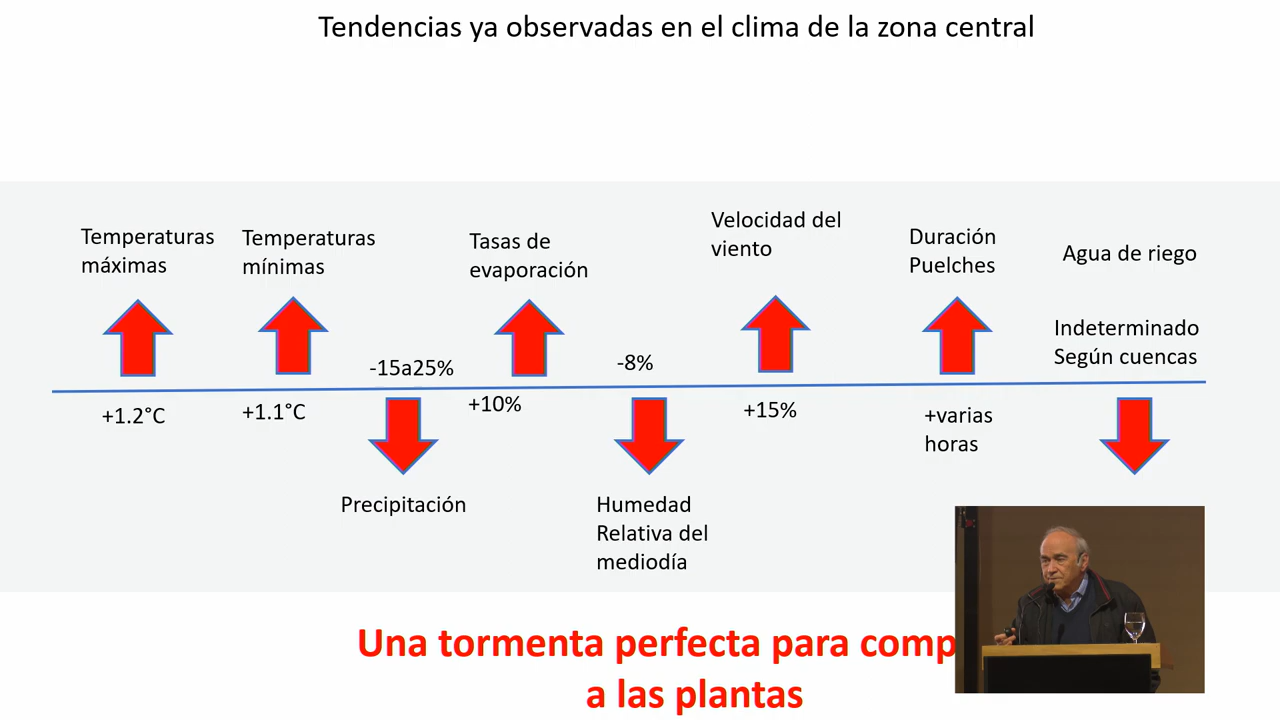 Tendencias ya observadas en el clima de la zona central
Temperaturas
máximas
+1.2°C
Temperaturas
mínimas
+1.1°C
-15a25%
Precipitación
Tasas de
evaporación
+10%
-8%
Humedad
Relativa del
mediodía
Velocidad del
viento
+15%
Duración
Puelches
+varias
horas
Agua de riego
Indeterminado
Según cuencas
Una tormenta perfecta para comp
a las plantas